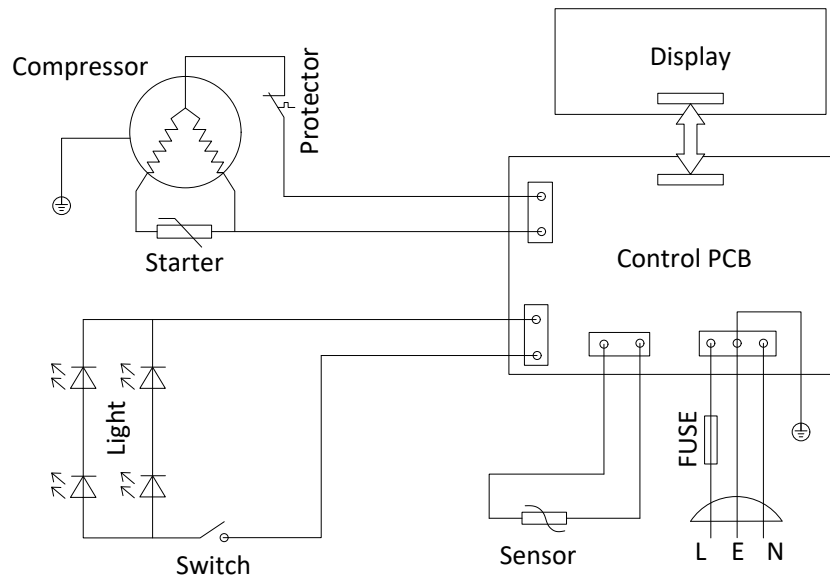 Compressor
Protector
Display
Starter
Control PCB
Light
FUSE
Switch
Sensor
L E N